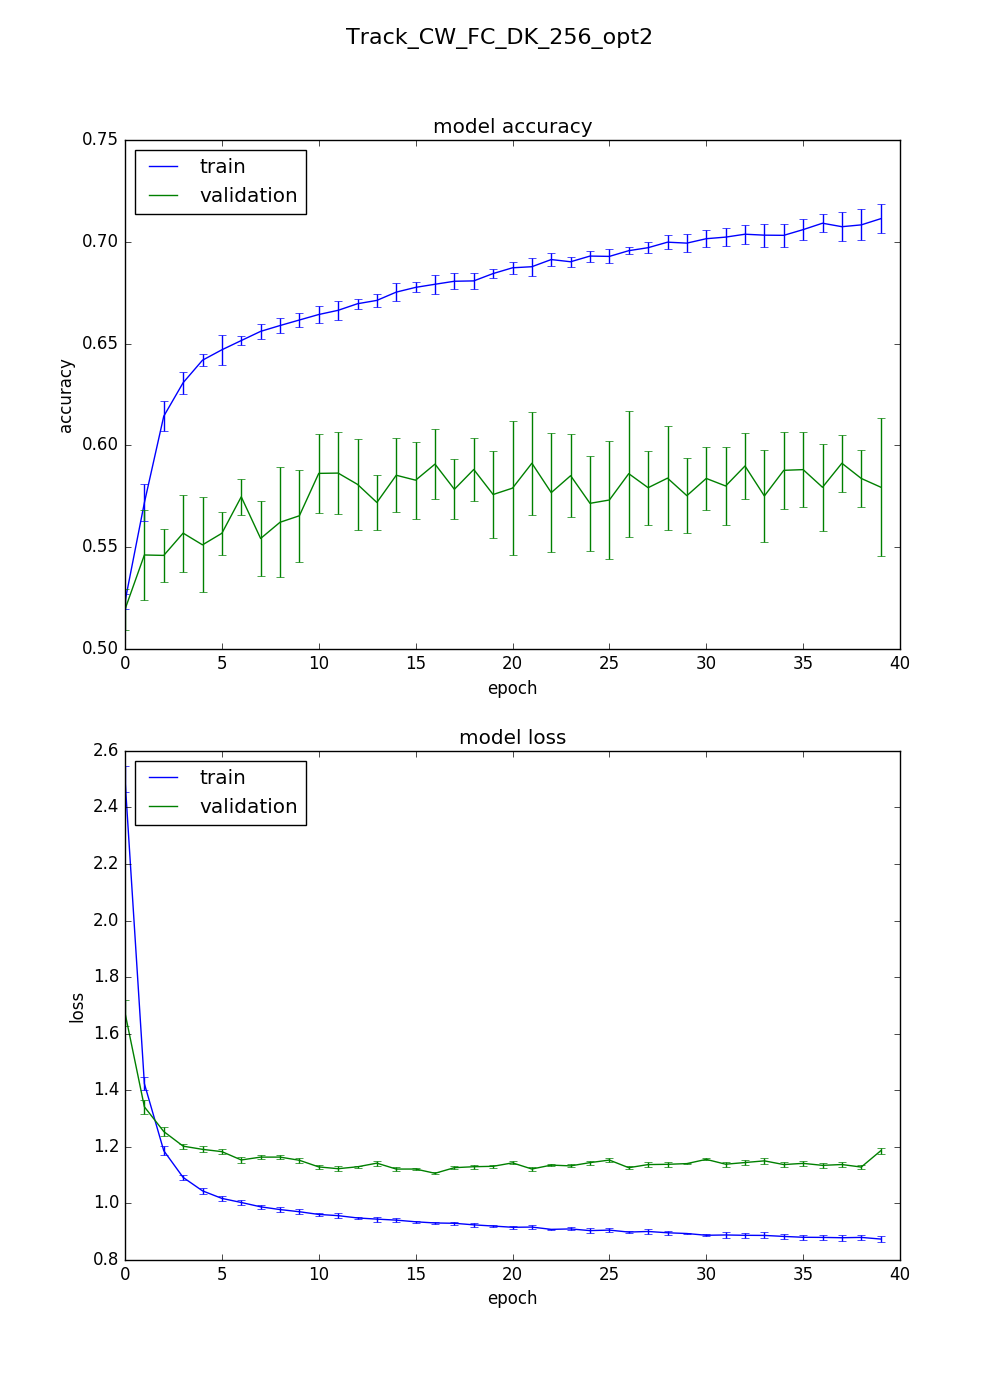 Track_CW_FC_DK_256_opt2
model accuracy
0.75
train
validation
0.70
0.65
accuracy
0.60
0.55
0.50
0 5 10 15 20 25 30 35 40
epoch
model loss
2.6
train
validation
2.4
2.2
2.0
1.8
loss
1.6
1.4
1.2
1.0
0.8
0 5 10 15 20 25 30 35 40
epoch